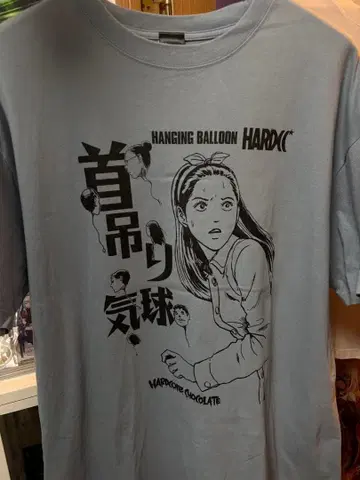 HANGING BALLOON HARDCC
首吊り
気球
HARDCORE CHOCOLATE